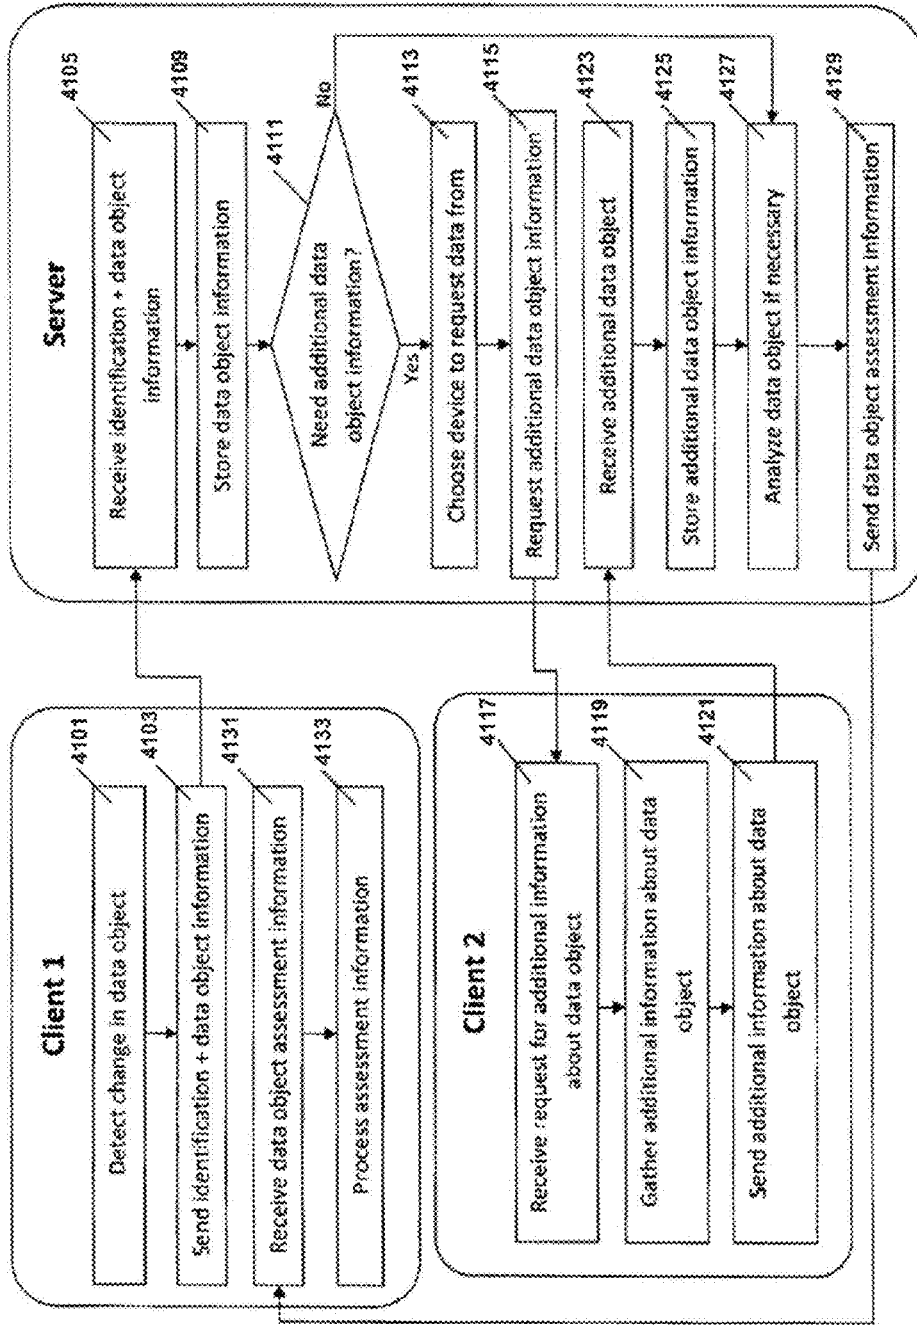 Client 1
4101
Detect change in data object
4103
Send identification + data object information
4131
Receive data object assessment information
4133
Process assessment information
Client 2
4117
Receive request for additional information
about data object
4119
Gather additional information about data
object
4121
Send additional information about data
object
Server
4105
Receive identification + data object
information
4109
Store data object information
4111
Need additional data
object information?
No
Yes
4113
Choose device to request data from
4115
Request additional data object information
4123
Receive additional data object
4125
Store additional data object information
4127
Analyze data object if necessary
4129
Send data object assessment information